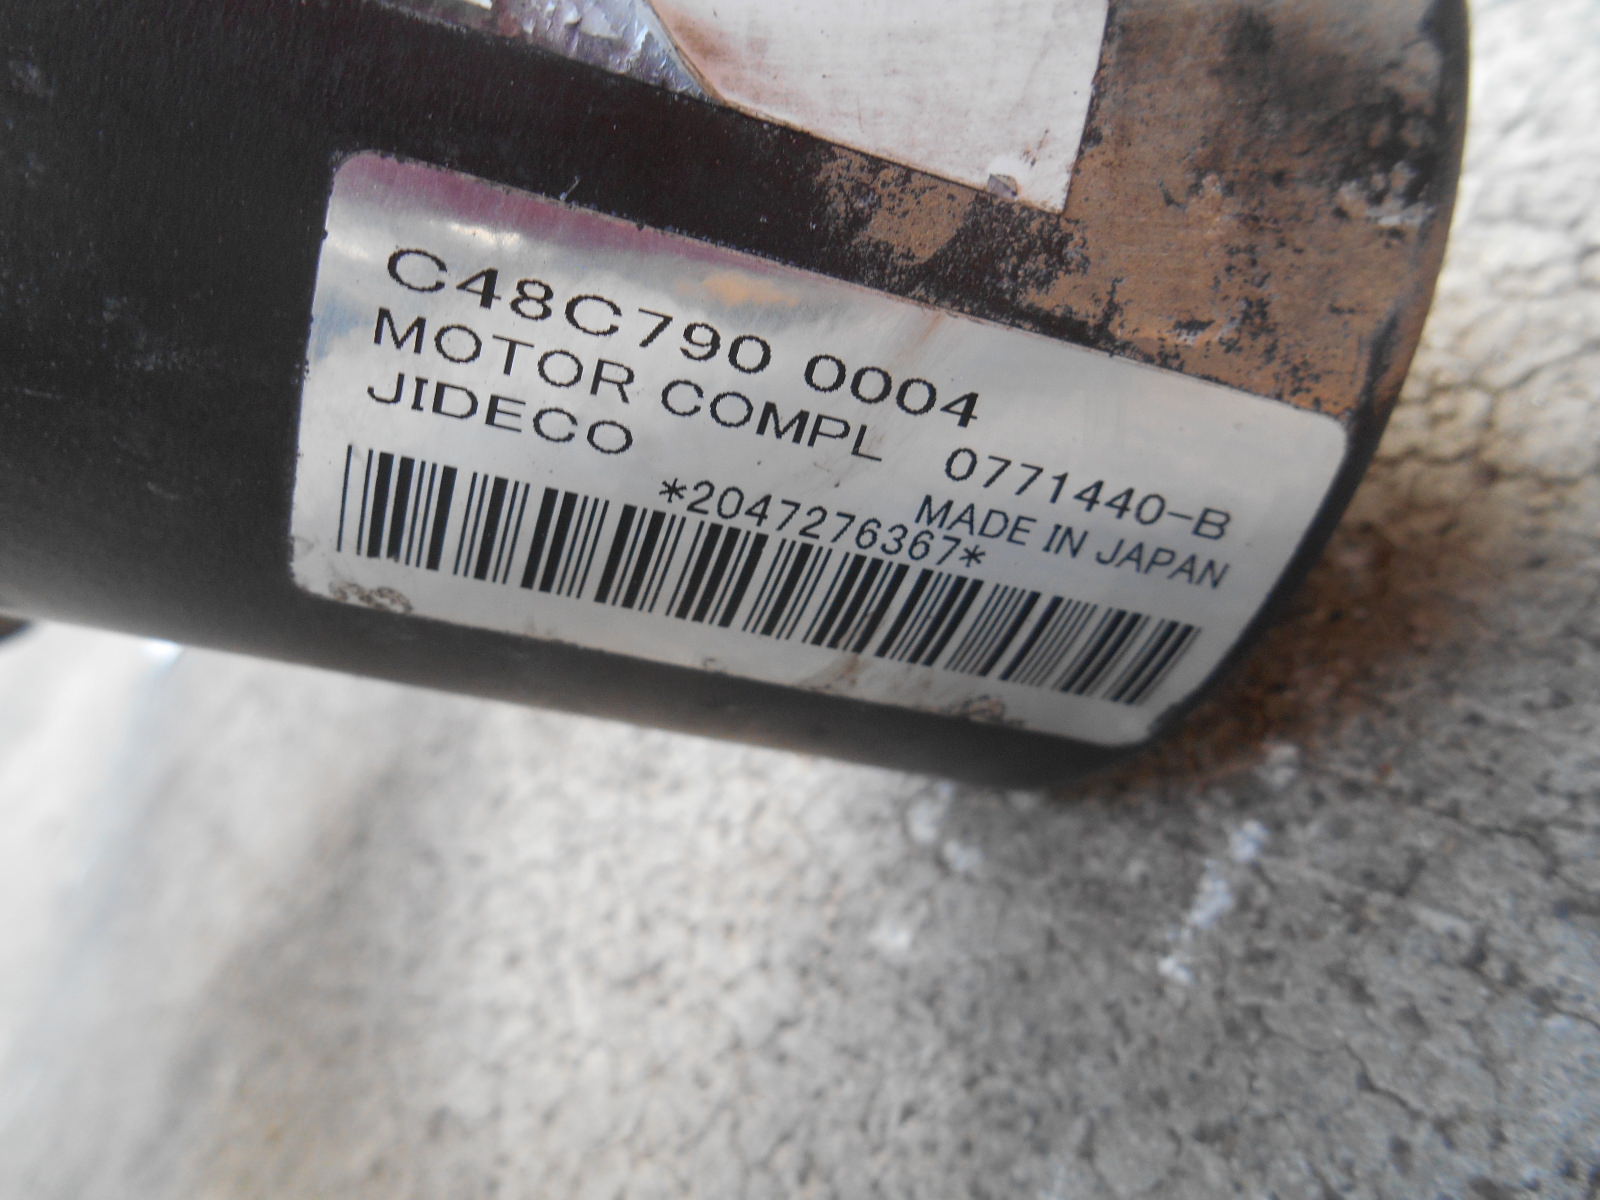 C48C790 0004
MOTOR COMPL 0771440-B
JIDECO MADE IN JAPAN
*2047276367*